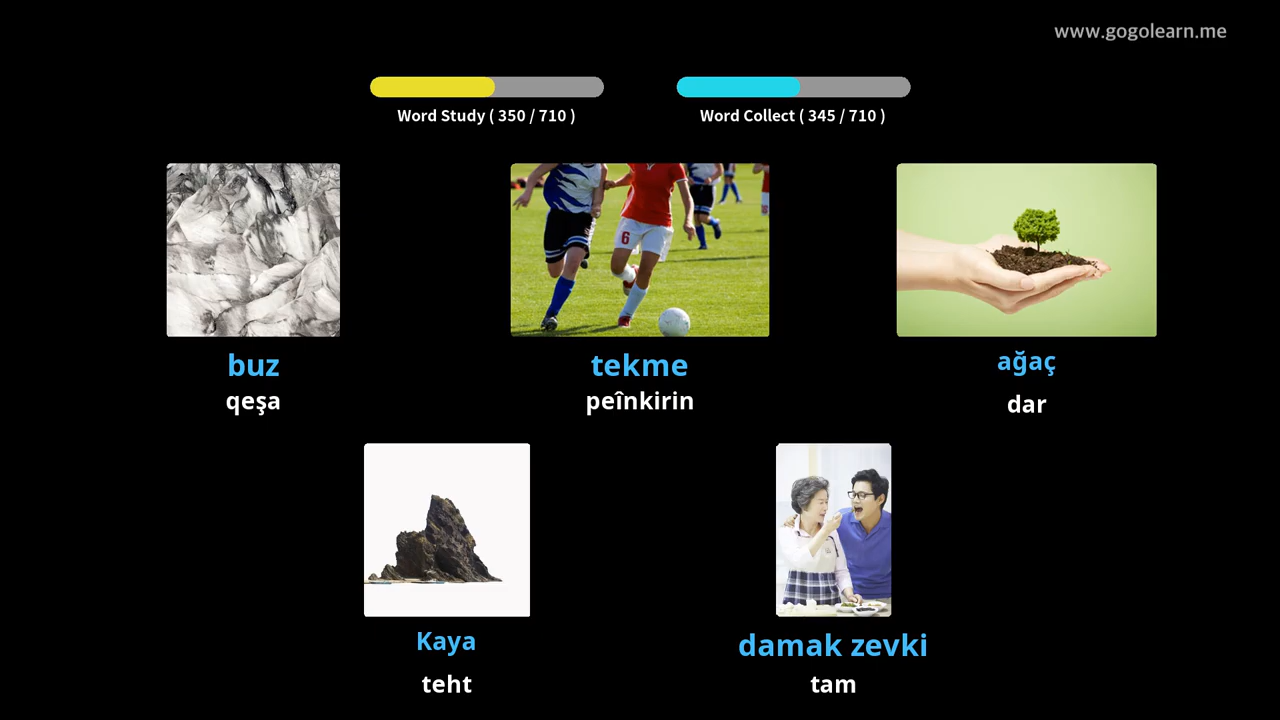 www.gogolearn.me
Word Study ( 350 / 710 )
Word Collect ( 345 / 710 )
6
buz
qeşa
tekme
peînkirin
ağaç
dar
Kaya
teht
damak zevki
tam